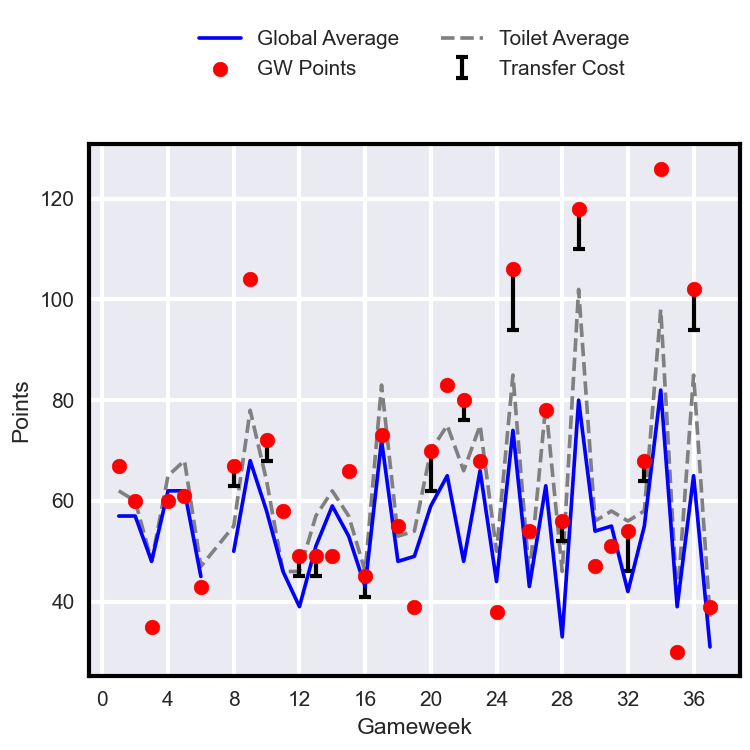 Global Average
Toilet Average
GW Points
Transfer Cost
120
100
80
60
40
Points
0 4 8 12 16 20 24 28 32 36
Gameweek